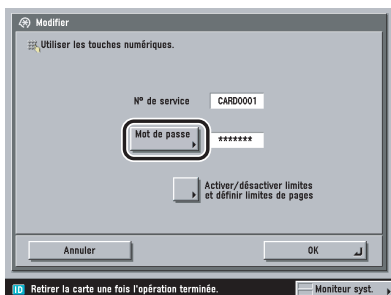 Modifier
Utiliser les touches numériques.
N° de service CARD0001
Mot de passe *******
Activer/désactiver limites
et définir limites de pages
Annuler OK
ID Retirer la carte une fois l'opération terminée. Moniteur syst.